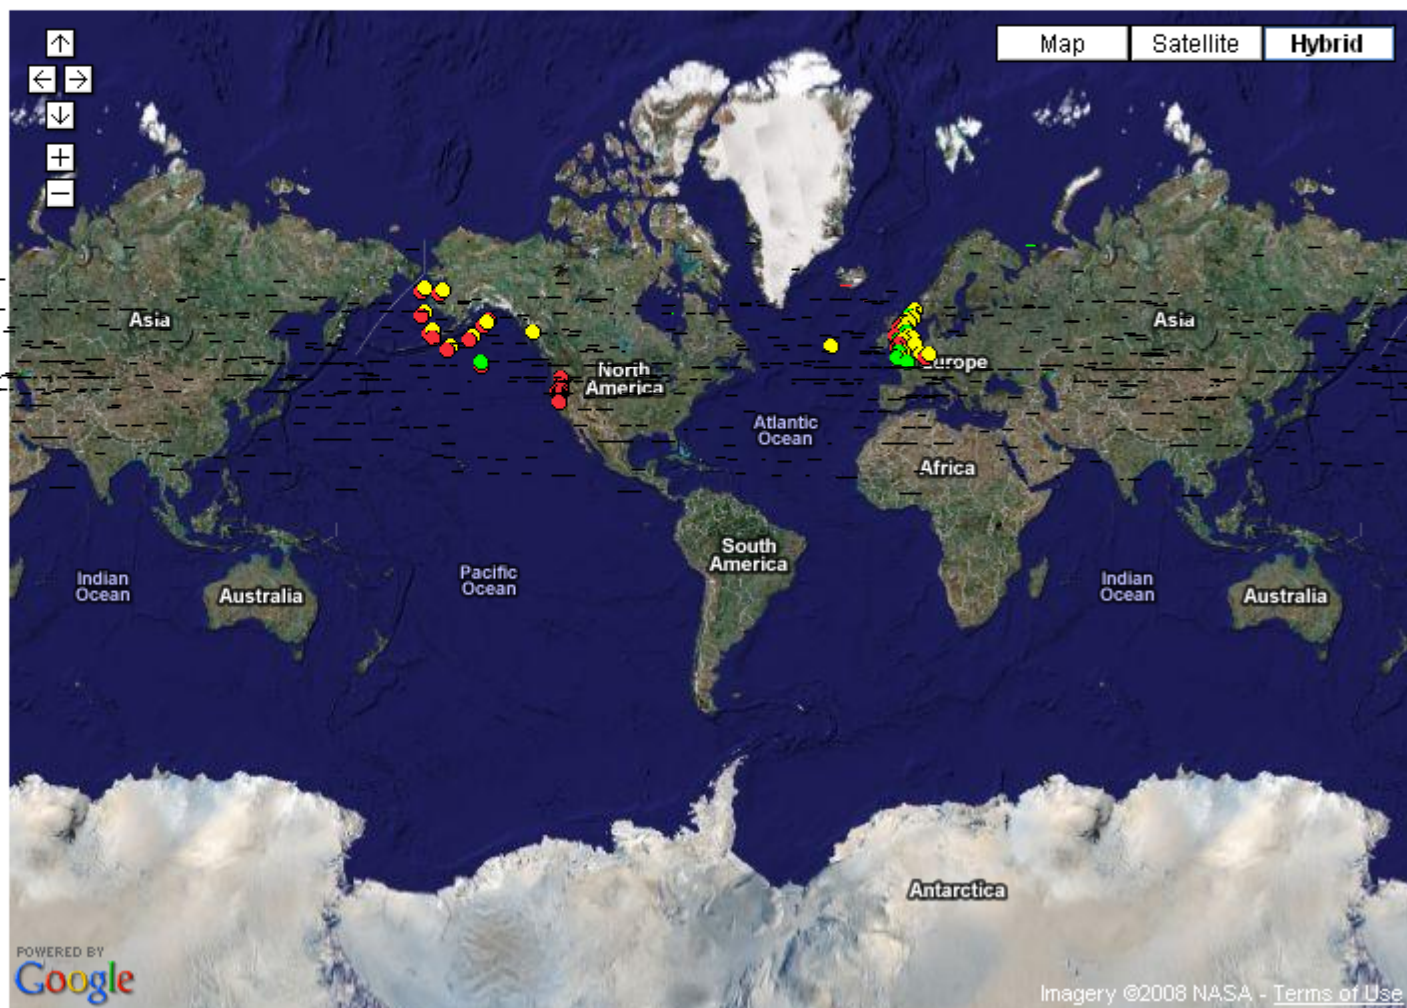 Map
Satellite
Hybrid
+
−
Asia
Asia
Europe
North
America
Atlantic
Ocean
Africa
South
America
Indian
Ocean
Australia
Pacific
Ocean
Indian
Ocean
Australia
Antarctica
POWERED BY
Google
Imagery ©2008 NASA - Terms of Use